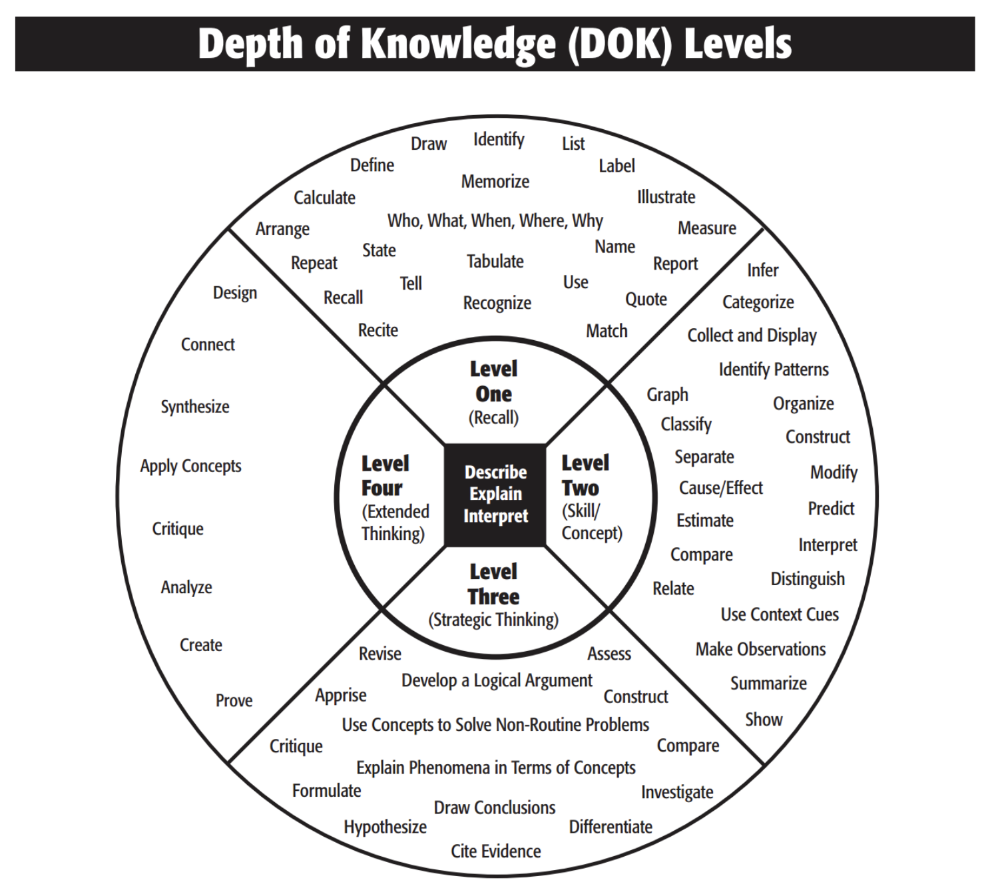 Depth of Knowledge (DOK) Levels
Draw
Identify
List
Define
Label
Memorize
Calculate
Illustrate
Who, What, When, Where, Why
Arrange
Measure
State
Name
Repeat
Tabulate
Report
Tell
Use
Recall
Recognize
Quote
Recite
Match
Level
One
(Recall)
Infer
Categorize
Collect and Display
Identify Patterns
Graph
Organize
Classify
Construct
Separate
Modify
Cause/Effect
Predict
Estimate
Interpret
Compare
Distinguish
Relate
Use Context Cues
Make Observations
Summarize
Show
Level
Two
(Skill/
Concept)
Describe
Explain
Interpret
Level
Four
(Extended
Thinking)
Design
Connect
Synthesize
Apply Concepts
Critique
Analyze
Create
Prove
Level
Three
(Strategic Thinking)
Revise
Assess
Develop a Logical Argument
Apprise
Construct
Use Concepts to Solve Non-Routine Problems
Critique
Compare
Explain Phenomena in Terms of Concepts
Formulate
Investigate
Draw Conclusions
Hypothesize
Differentiate
Cite Evidence